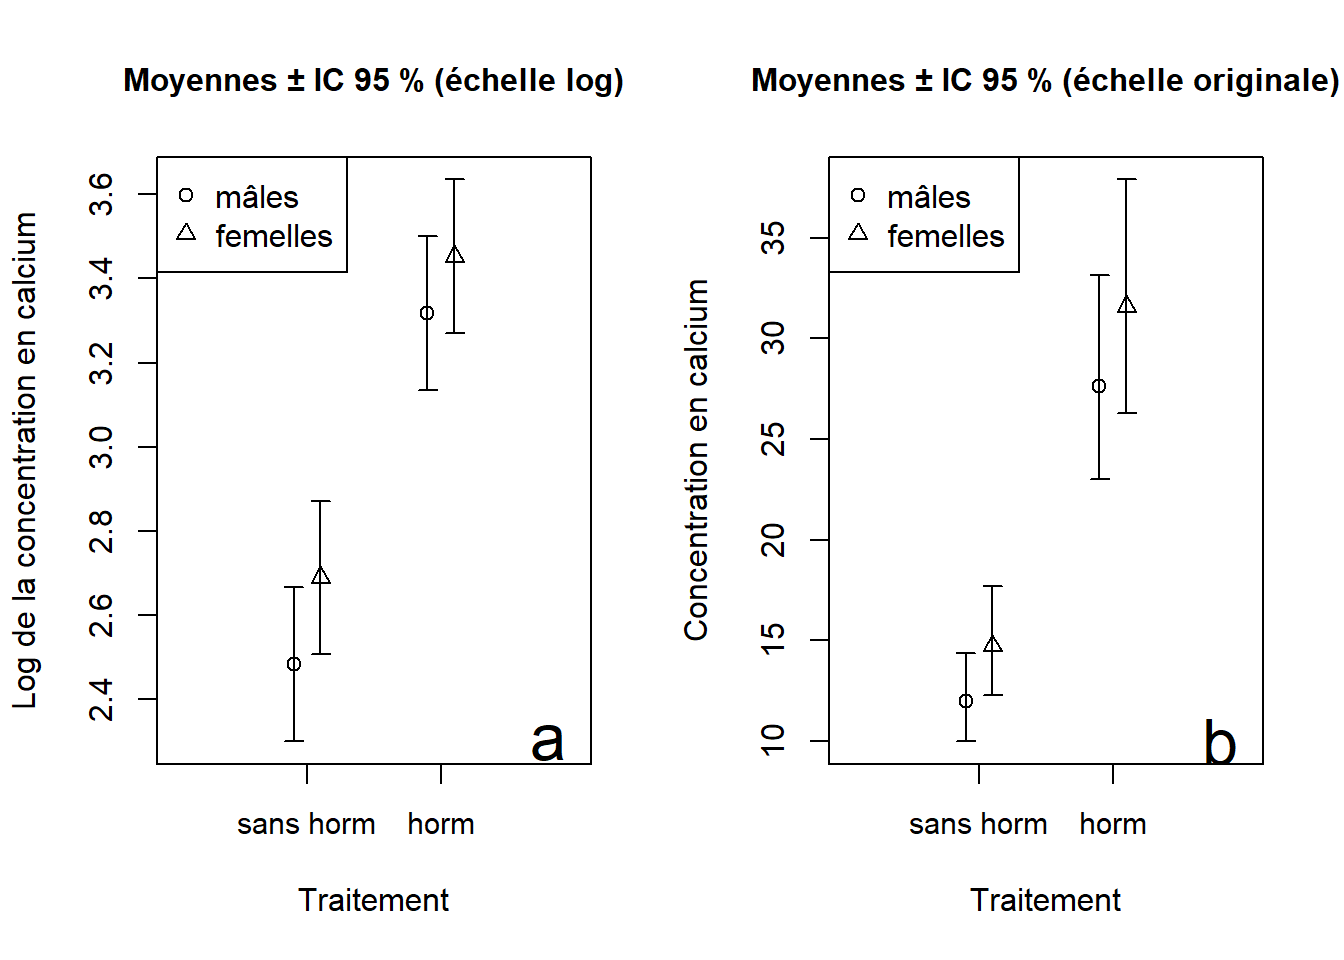 Moyennes ± IC 95 % (échelle log)
mâles
femelles
Log de la concentration en calcium
3.6
3.4
3.2
3.0
2.8
2.6
2.4
a
sans horm
horm
Traitement
Moyennes ± IC 95 % (échelle originale)
mâles
femelles
Concentration en calcium
35
30
25
20
15
10
b
sans horm
horm
Traitement